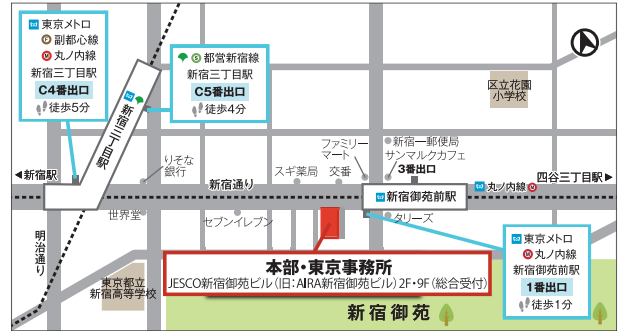 東京メトロ
F 副都心線
M 丸ノ内線
新宿三丁目駅
C4番出口
徒歩5分
S 都営新宿線
新宿三丁目駅
C5番出口
徒歩4分
新宿三丁目駅
区立花園
小学校
ファミリー
マート
新宿一郵便局
サンマルクカフェ
3番出口
りそな
銀行
スギ薬局
交番
新宿駅
新宿通り
新宿御苑前駅
丸ノ内線 M
四谷三丁目駅
世界堂
セブンイレブン
タリーズ
明治通り
東京都立
新宿高等学校
本部・東京事務所
JESCO新宿御苑ビル(旧:AIRA新宿御苑ビル)2F・9F(総合受付)
東京メトロ
M 丸ノ内線
新宿御苑前駅
1番出口
徒歩1分
新宿御苑